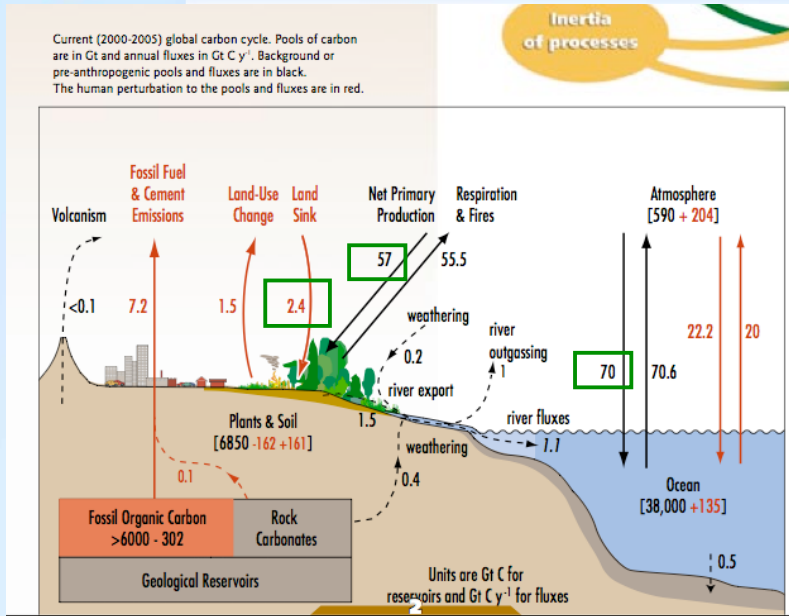 Inertia
of processes
Current (2000-2005) global carbon cycle. Pools of carbon
are in Gt and annual fluxes in Gt C y⁻¹. Background or
pre-anthropogenic pools and fluxes are in black.
The human perturbation to the pools and fluxes are in red.
Volcanism
Fossil Fuel
& Cement
Emissions
Land-Use
Change
Land
Sink
Net Primary
Production
Respiration
& Fires
Atmosphere
[590 + 204]
<0.1
7.2
1.5
2.4
57
55.5
weathering
0.2
river
outgassing
1
river export
1.5
70
70.6
22.2
20
Plants & Soil
[6850 -162 +161]
river fluxes
1.1
weathering
0.4
0.1
Ocean
[38,000 +135]
Fossil Organic Carbon
>6000 - 302
Rock
Carbonates
Geological Reservoirs
0.5
Units are Gt C for
reservoirs and Gt C y⁻¹ for fluxes
2